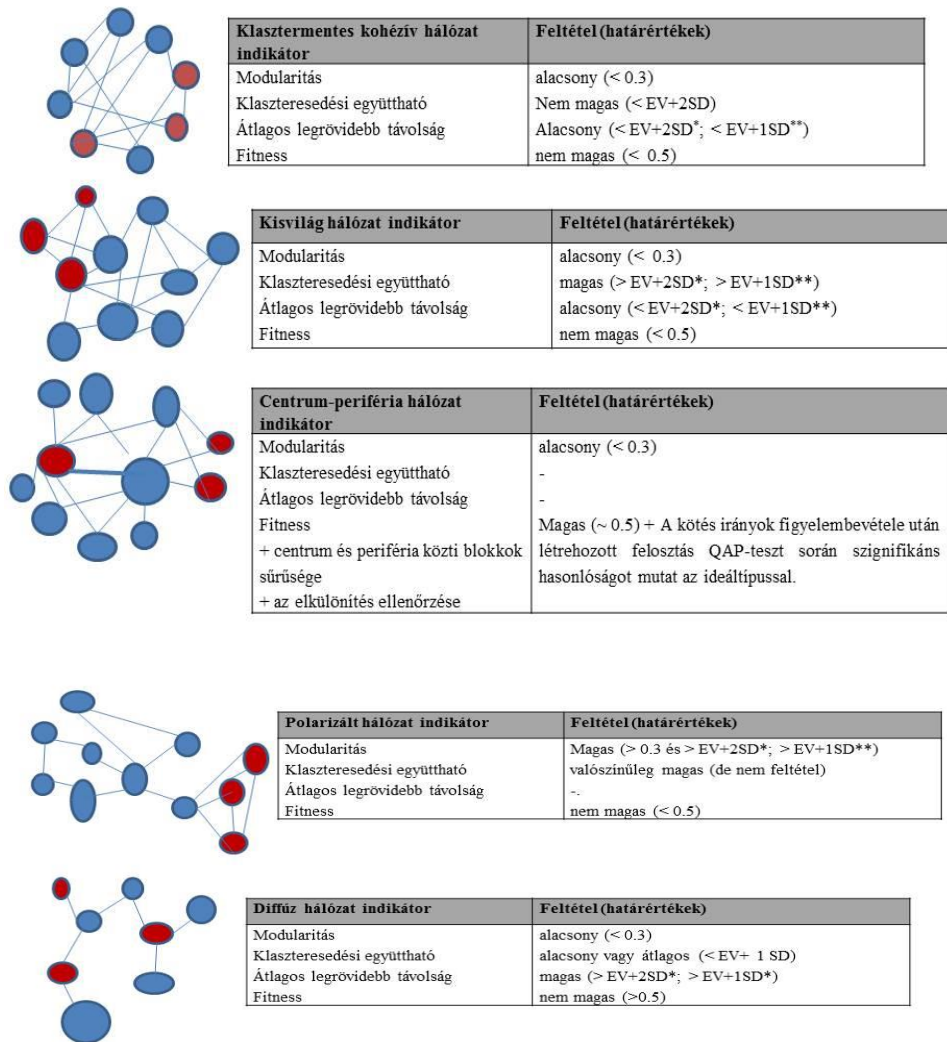 Klasztermentes kohézív hálózat indikátor Feltétel (határértékek)
Modularitás alacsony (< 0.3)
Klaszteresedési együttható Nem magas (< EV+2SD)
Átlagos legrövidebb távolság Alacsony (< EV+2SD*; < EV+1SD**)
Fitness nem magas (< 0.5)
Kisvilág hálózat indikátor Feltétel (határértékek)
Modularitás alacsony (< 0.3)
Klaszteresedési együttható magas (> EV+2SD*; > EV+1SD**)
Átlagos legrövidebb távolság alacsony (< EV+2SD*; < EV+1SD**)
Fitness nem magas (< 0.5)
Centrum-periféria hálózat indikátor Feltétel (határértékek)
Modularitás alacsony (< 0.3)
Klaszteresedési együttható -
Átlagos legrövidebb távolság -
Fitness Magas (~ 0.5) + A kötés irányok figyelembevétele után
+ centrum és periféria közti blokkok létrehozott felosztás QAP-teszt során szignifikáns
sűrűsége hasonlóságot mutat az ideáltípussal.
+ az elkülönítés ellenőrzése
Polarizált hálózat indikátor Feltétel (határértékek)
Modularitás Magas (> 0.3 és > EV+2SD*; > EV+1SD**)
Klaszteresedési együttható valószínűleg magas (de nem feltétel)
Átlagos legrövidebb távolság -.
Fitness nem magas (< 0.5)
Diffúz hálózat indikátor Feltétel (határértékek)
Modularitás alacsony (< 0.3)
Klaszteresedési együttható alacsony vagy átlagos (< EV+ 1 SD)
Átlagos legrövidebb távolság magas (> EV+2SD*; > EV+1SD*)
Fitness nem magas (>0.5)